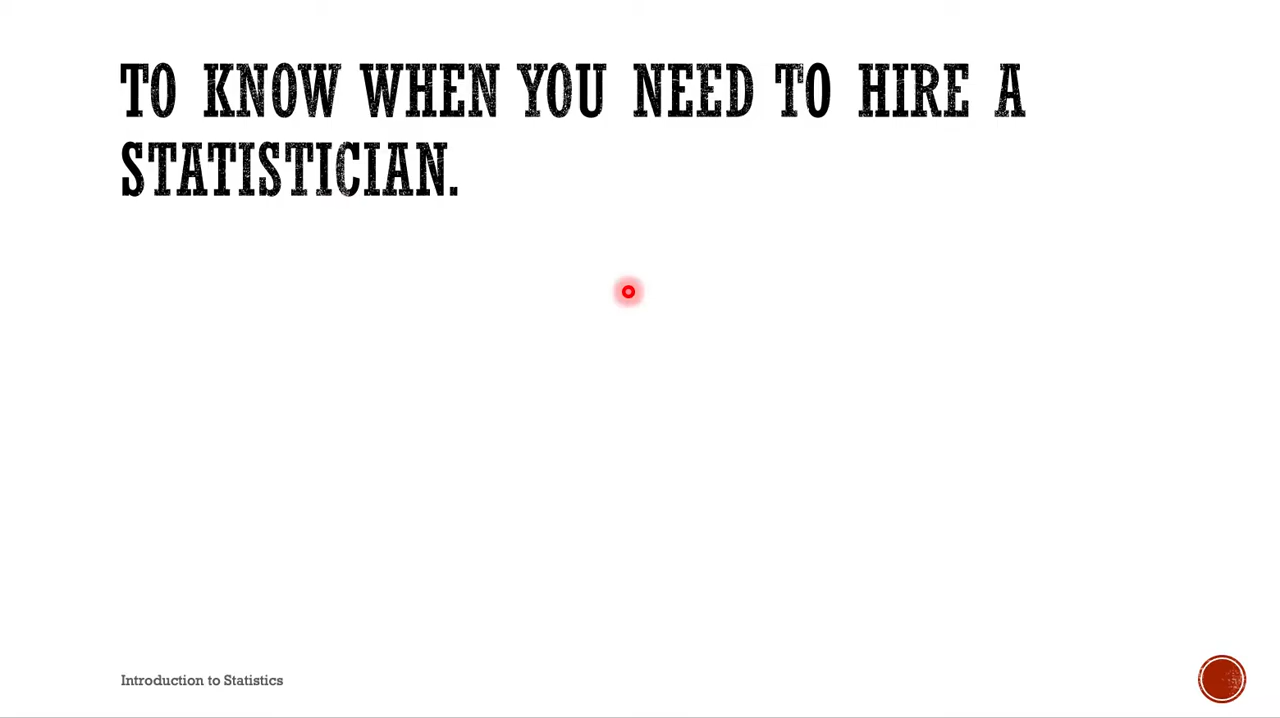 TO KNOW WHEN YOU NEED TO HIRE A
STATISTICIAN.
Introduction to Statistics